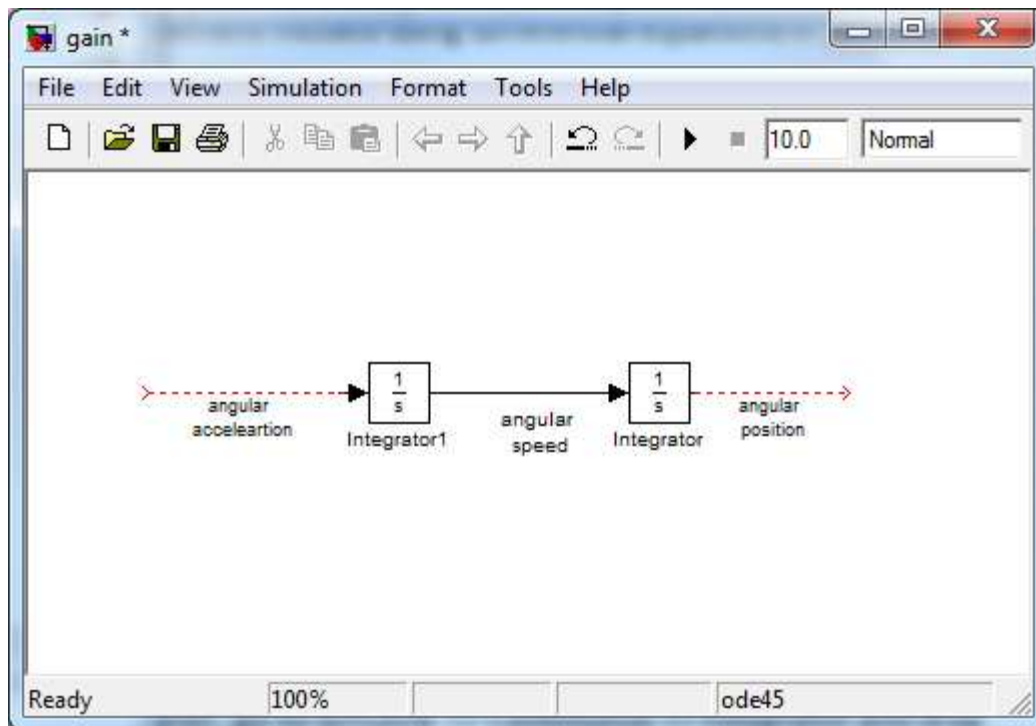 gain *
File Edit View Simulation Format Tools Help
10.0 Normal
1
s
Integrator1
1
s
Integrator
angular
acceleartion
angular
speed
angular
position
Ready 100% ode45